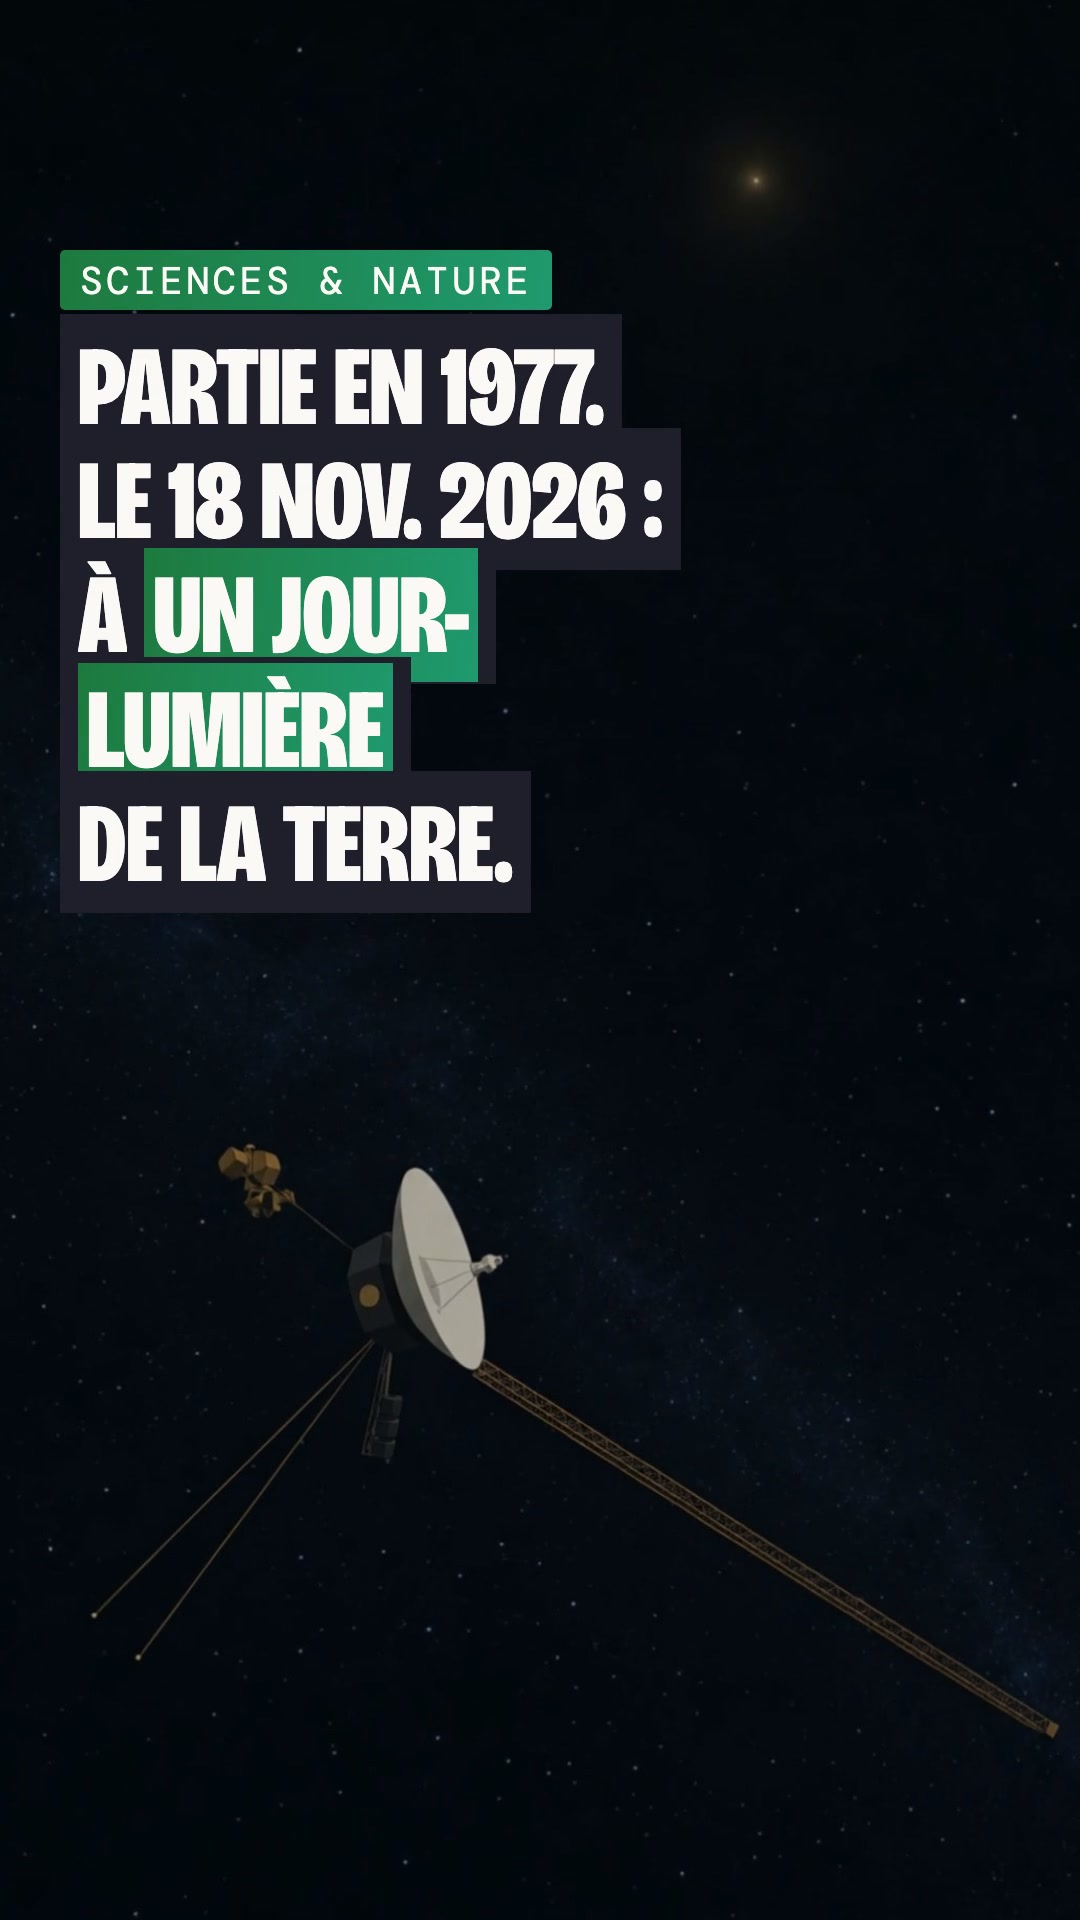 SCIENCES & NATURE
PARTIE EN 1977.
LE 18 NOV. 2026 :
À UN JOUR-
LUMIÈRE
DE LA TERRE.